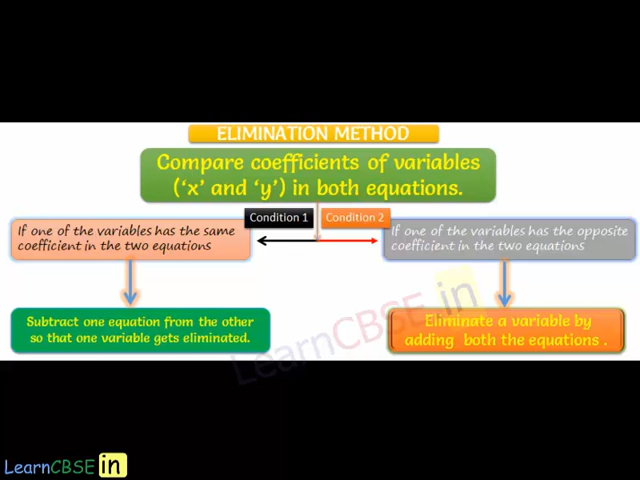 ELIMINATION METHOD
Compare coefficients of variables
(‘x’ and ‘y’) in both equations.
Condition 1
Condition 2
If one of the variables has the same
coefficient in the two equations
If one of the variables has the opposite
coefficient in the two equations
Subtract one equation from the other
so that one variable gets eliminated.
Eliminate a variable by
adding both the equations .
LearnCBSE in
LearnCBSE in